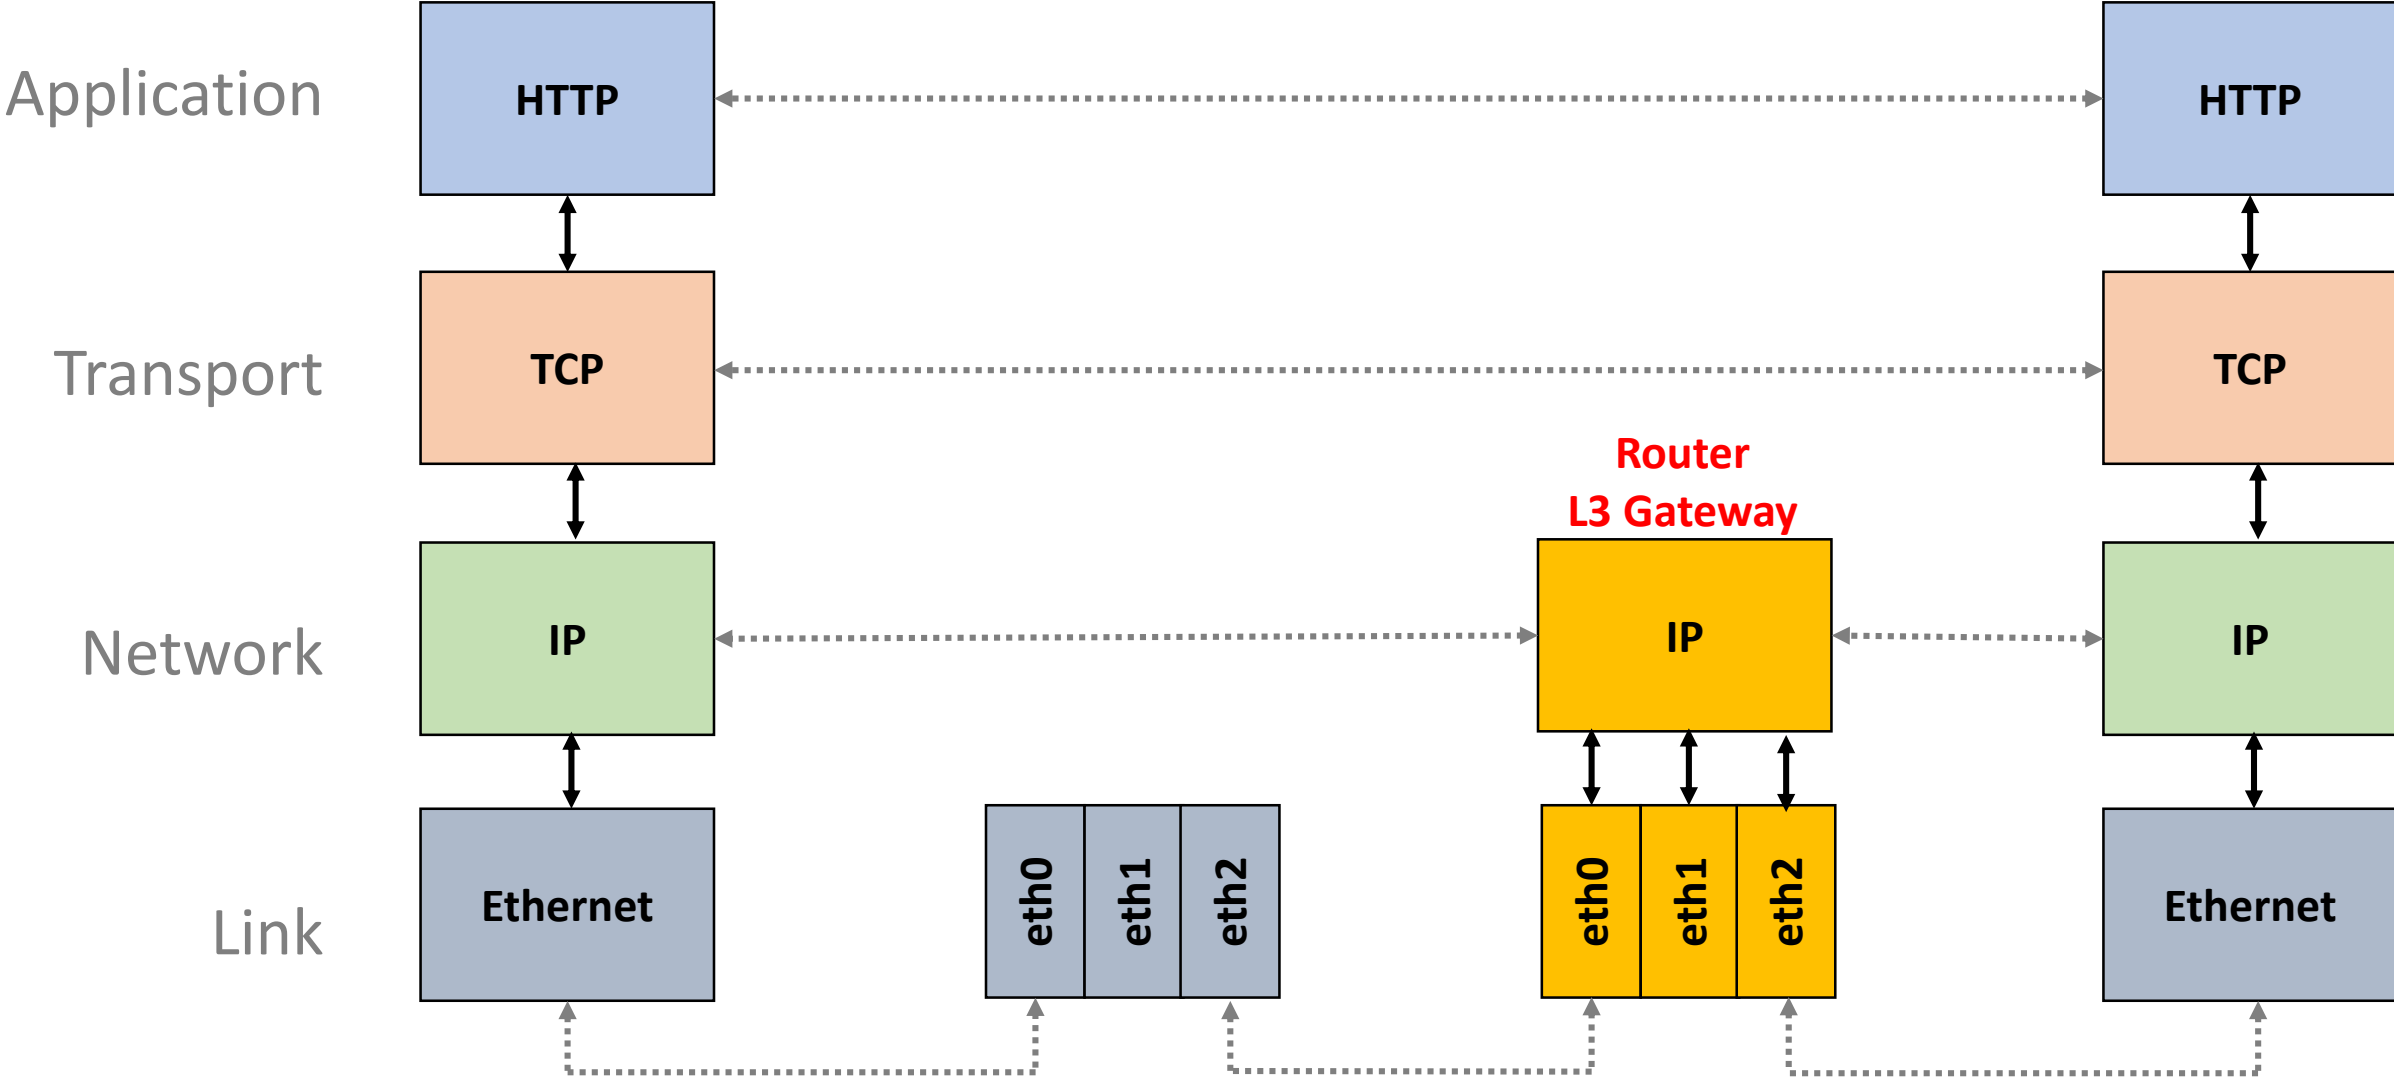 Application
HTTP
HTTP
Transport
TCP
TCP
Router
L3 Gateway
Network
IP
IP
IP
Link
Ethernet
eth0
eth1
eth2
eth0
eth1
eth2
Ethernet